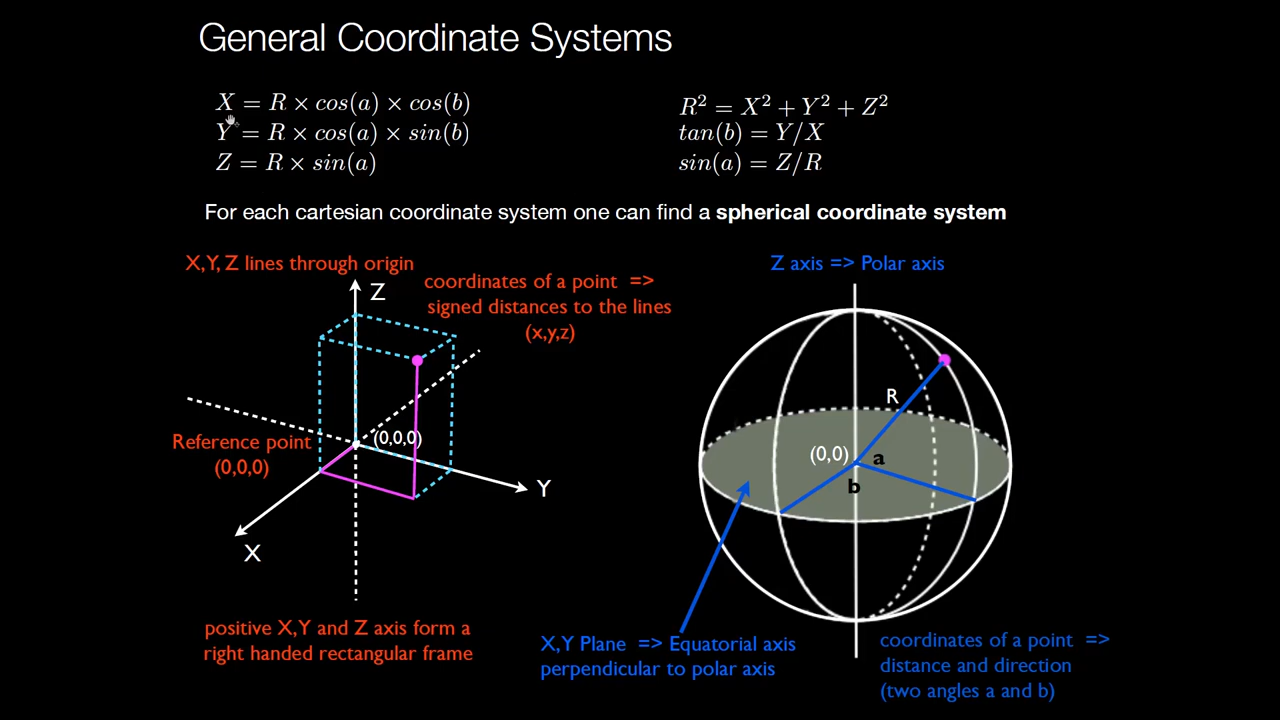 General Coordinate Systems
X = R × cos(a) × cos(b)
Y = R × cos(a) × sin(b)
Z = R × sin(a)
R² = X² + Y² + Z²
tan(b) = Y/X
sin(a) = Z/R
For each cartesian coordinate system one can find a spherical coordinate system
X,Y, Z lines through origin
coordinates of a point =>
signed distances to the lines
(x,y,z)
Z
(0,0,0)
Reference point
(0,0,0)
Y
X
positive X,Y and Z axis form a
right handed rectangular frame
Z axis => Polar axis
R
(0,0)
a
b
X,Y Plane => Equatorial axis
perpendicular to polar axis
coordinates of a point =>
distance and direction
(two angles a and b)